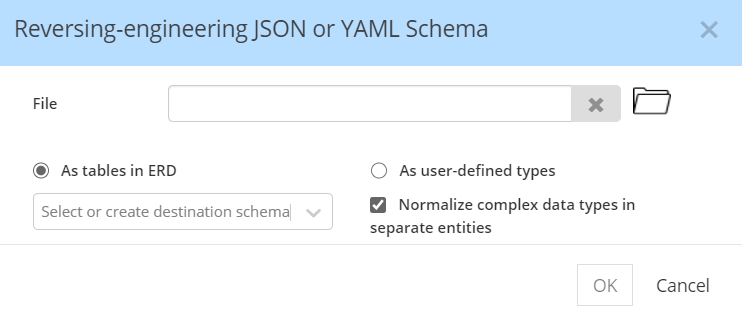 Reversing-engineering JSON or YAML Schema
File
As tables in ERD
As user-defined types
Select or create destination schema
Normalize complex data types in
separate entities
OK
Cancel